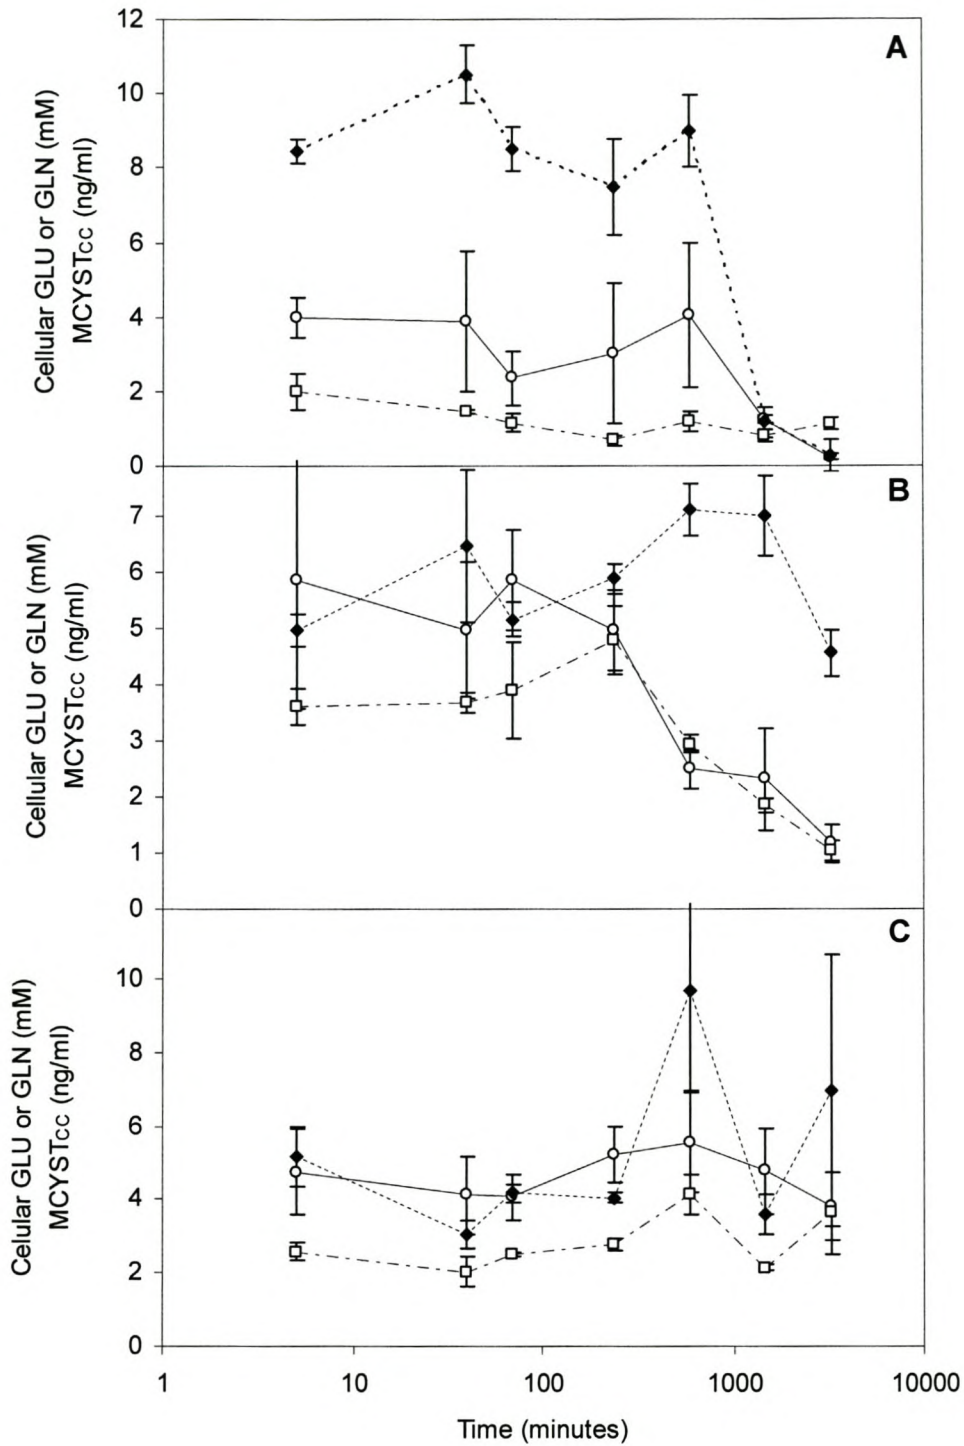 A
12
10
8
6
4
2
0
Cellular GLU or GLN (mM)
MCYSTcc (ng/ml)
B
7
6
5
4
3
2
1
0
Cellular GLU or GLN (mM)
MCYSTcc (ng/ml)
C
10
8
6
4
2
0
Celular GLU or GLN (mM)
MCYSTcc (ng/ml)
1 10 100 1000 10000
Time (minutes)